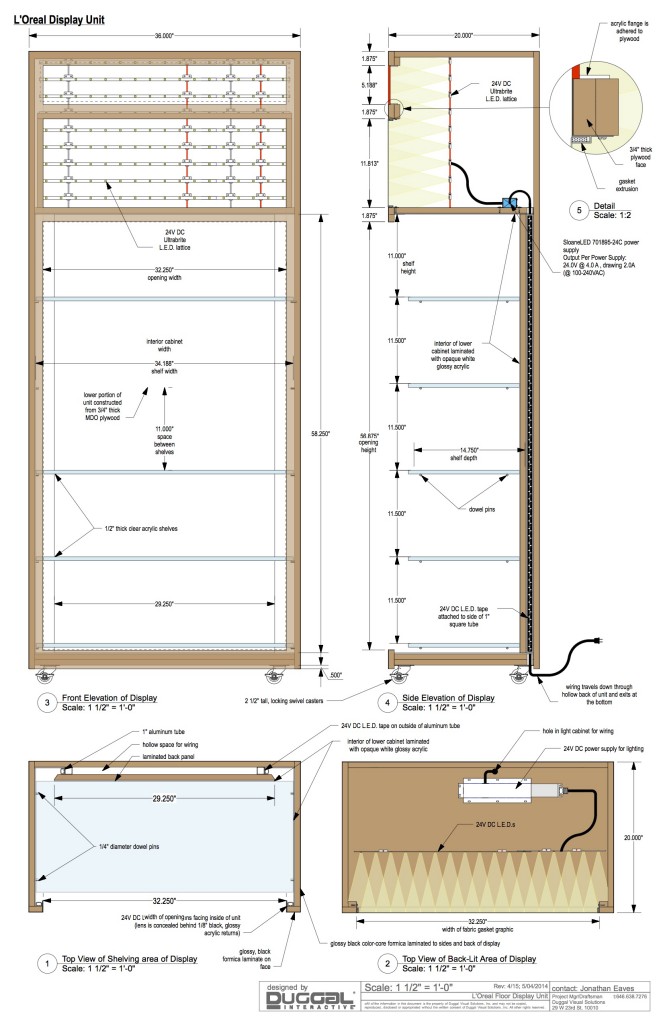 L'Oreal Display Unit
36.000"
20.000"
acrylic flange is
adhered to
plywood
1.875"
5.188"
1.875"
11.813"
1.875"
24V DC
Ultrabrite
L.E.D. lattice
3/4" thick
plywood
face
gasket
extrusion
5
Detail
Scale: 1:2
24V DC
Ultrabrite
L.E.D. lattice
SloaneLED 701895-24C power
supply
Output Per Power Supply:
24.0V @ 4.0 A , drawing 2.0A
(@ 100-240VAC)
32.250"
opening width
11.000"
shelf
height
interior cabinet
width
34.188"
shelf width
11.500"
interior of lower
cabinet laminated
with opaque white
glossy acrylic
lower portion of
unit constructed
from 3/4" thick
MDO plywood
11.000"
space
between
shelves
58.250"
56.875"
opening
height
11.500"
14.750"
shelf depth
dowel pins
1/2" thick clear acrylic shelves
11.500"
29.250"
11.500"
24V DC L.E.D. tape
attached to side of 1"
square tube
.500"
3
Front Elevation of Display
Scale: 1 1/2" = 1'-0"
2 1/2" tall, locking swivel casters
4
Side Elevation of Display
Scale: 1 1/2" = 1'-0"
wiring travels down through
hollow back of unit and exits at
the bottom
1" aluminum tube
hollow space for wiring
laminated back panel
24V DC L.E.D. tape on outside of aluminum tube
interior of lower cabinet laminated
with opaque white glossy acrylic
hole in light cabinet for wiring
24V DC power supply for lighting
29.250"
1/4" diameter dowel pins
24V DC L.E.D.s
20.000"
32.250"
width of opening
24V DC
ns facing inside of unit
(lens is concealed behind 1/8" black, glossy
acrylic returns)
glossy, black
formica laminate on
face
32.250"
width of fabric gasket graphic
glossy black color-core formica laminated to sides and back of display
1
Top View of Shelving area of Display
Scale: 1 1/2" = 1'-0"
2
Top View of Back-Lit Area of Display
Scale: 1 1/2" = 1'-0"
designed by
DUGGAL
INTERACTIVE
Scale: 1 1/2" = 1'-0"
Rev: 4/15; 5/04/2014
L'Oreal Floor Display Unit
contact: Jonathan Eaves
Project Mgr/Draftsman
t:646.638.7276
Duggal Visual Solutions
29 W 23rd St, 10010